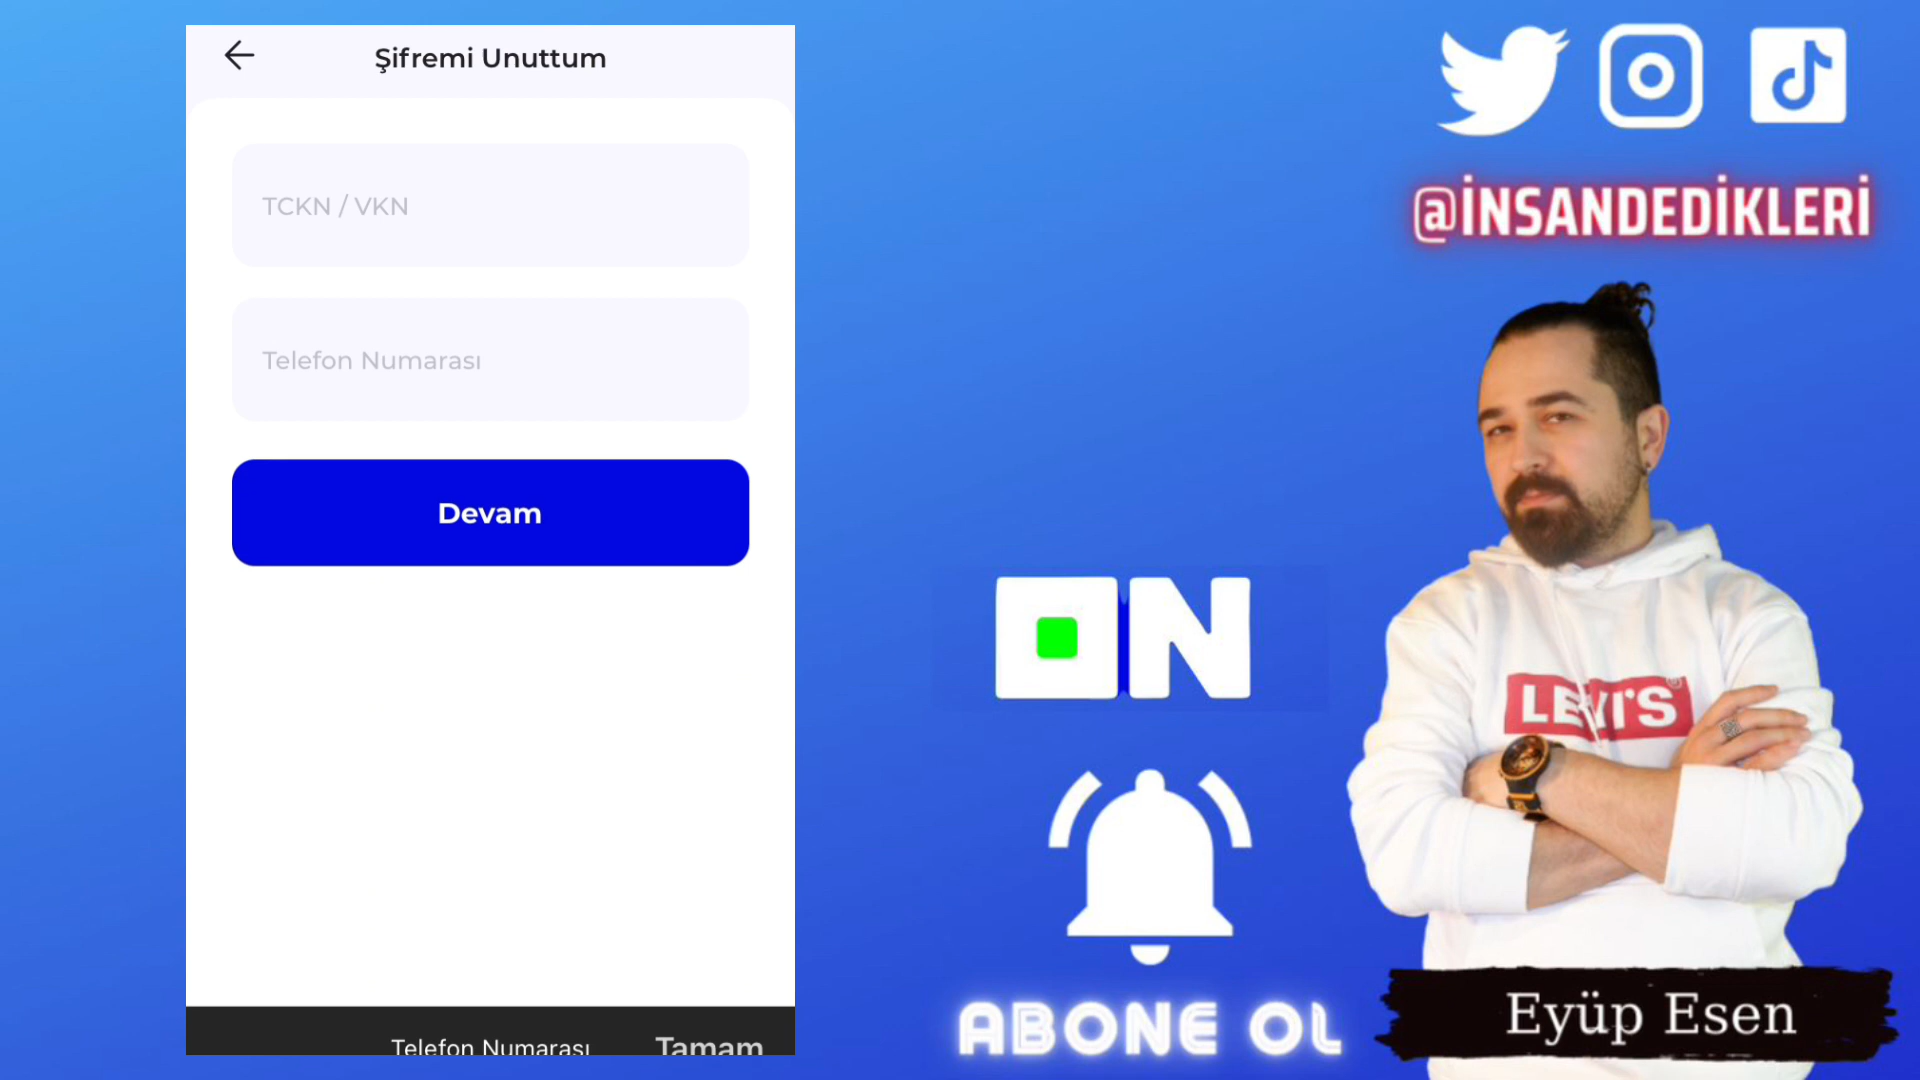 Şifremi Unuttum
TCKN / VKN
Telefon Numarası
Devam
Telefon Numarası
Tamam
@İNSANDEDİKLERİ
ON
LEVI'S
ABONE OL
Eyüp Esen